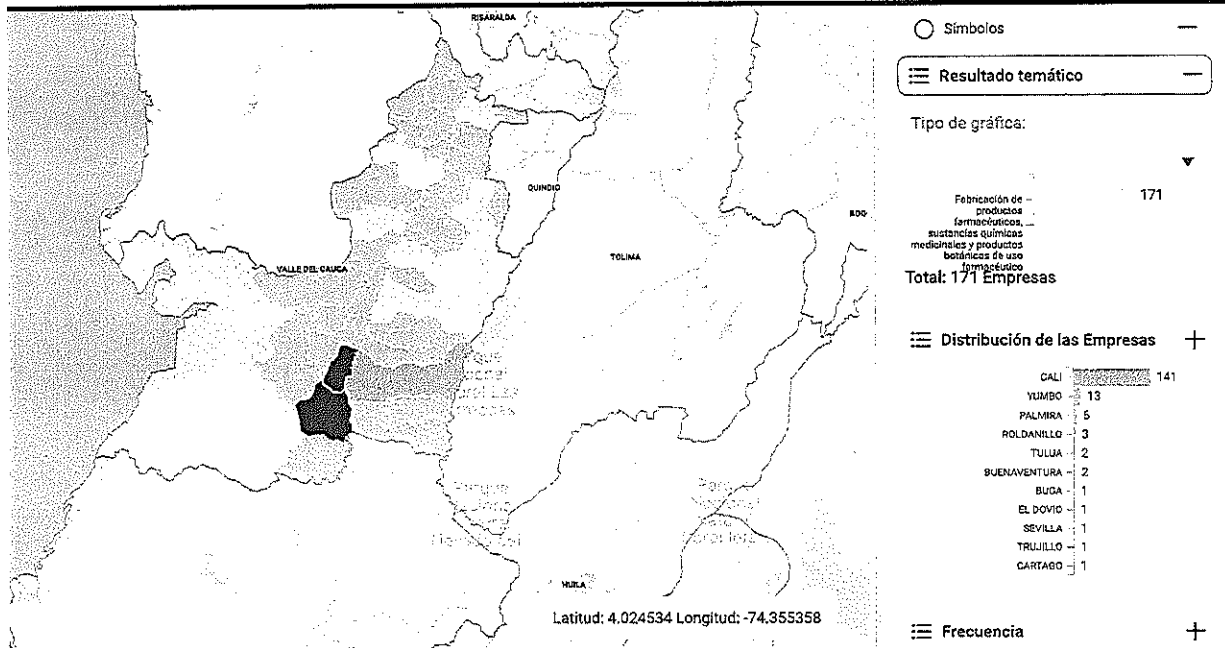 RISARALDA
QUINDIO
VALLE DEL CAUCA
TOLIMA
HUILA
Latitud: 4.024534 Longitud: -74.355358
Símbolos
Resultado temático
Tipo de gráfica:
171
Fabricación de
productos
farmacéuticos,
sustancias químicas
medicinales y productos
botánicos de uso
farmacéutico
Total: 171 Empresas
Distribución de las Empresas
CALI 141
YUMBO 13
PALMIRA 5
ROLDANILLO 3
TULUA 2
BUENAVENTURA 2
BUGA 1
EL DOVIO 1
SEVILLA 1
TRUJILLO 1
CARTAGO 1
Frecuencia